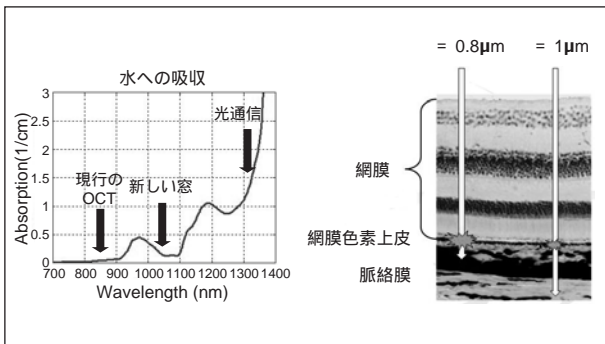 水への吸収
光通信
現行の
OCT
新しい窓
Absorption(1/cm)
3
2.5
2
1.5
1
0.5
0
700 800 900 1000 1100 1200 1300 1400
Wavelength (nm)
= 0.8μm = 1μm
網膜
網膜色素上皮
脈絡膜